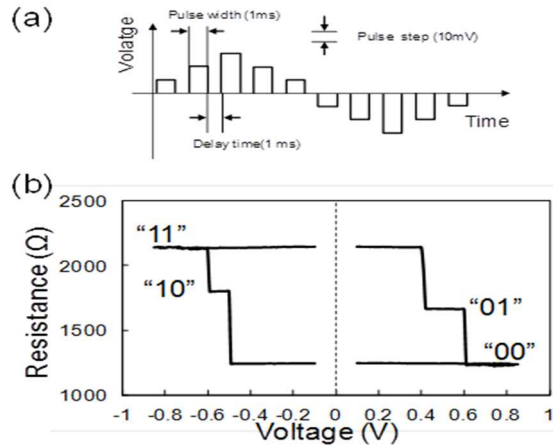 (a)
Pulse width (1ms)
Volatge
Pulse step (10mV)
Time
Delay time(1 ms)
(b)
2500
2000
1500
1000
Resistance (Ω)
“11”
“10”
“01”
“00”
-1 -0.8 -0.6 -0.4 -0.2 0 0.2 0.4 0.6 0.8 1
Voltage (V)